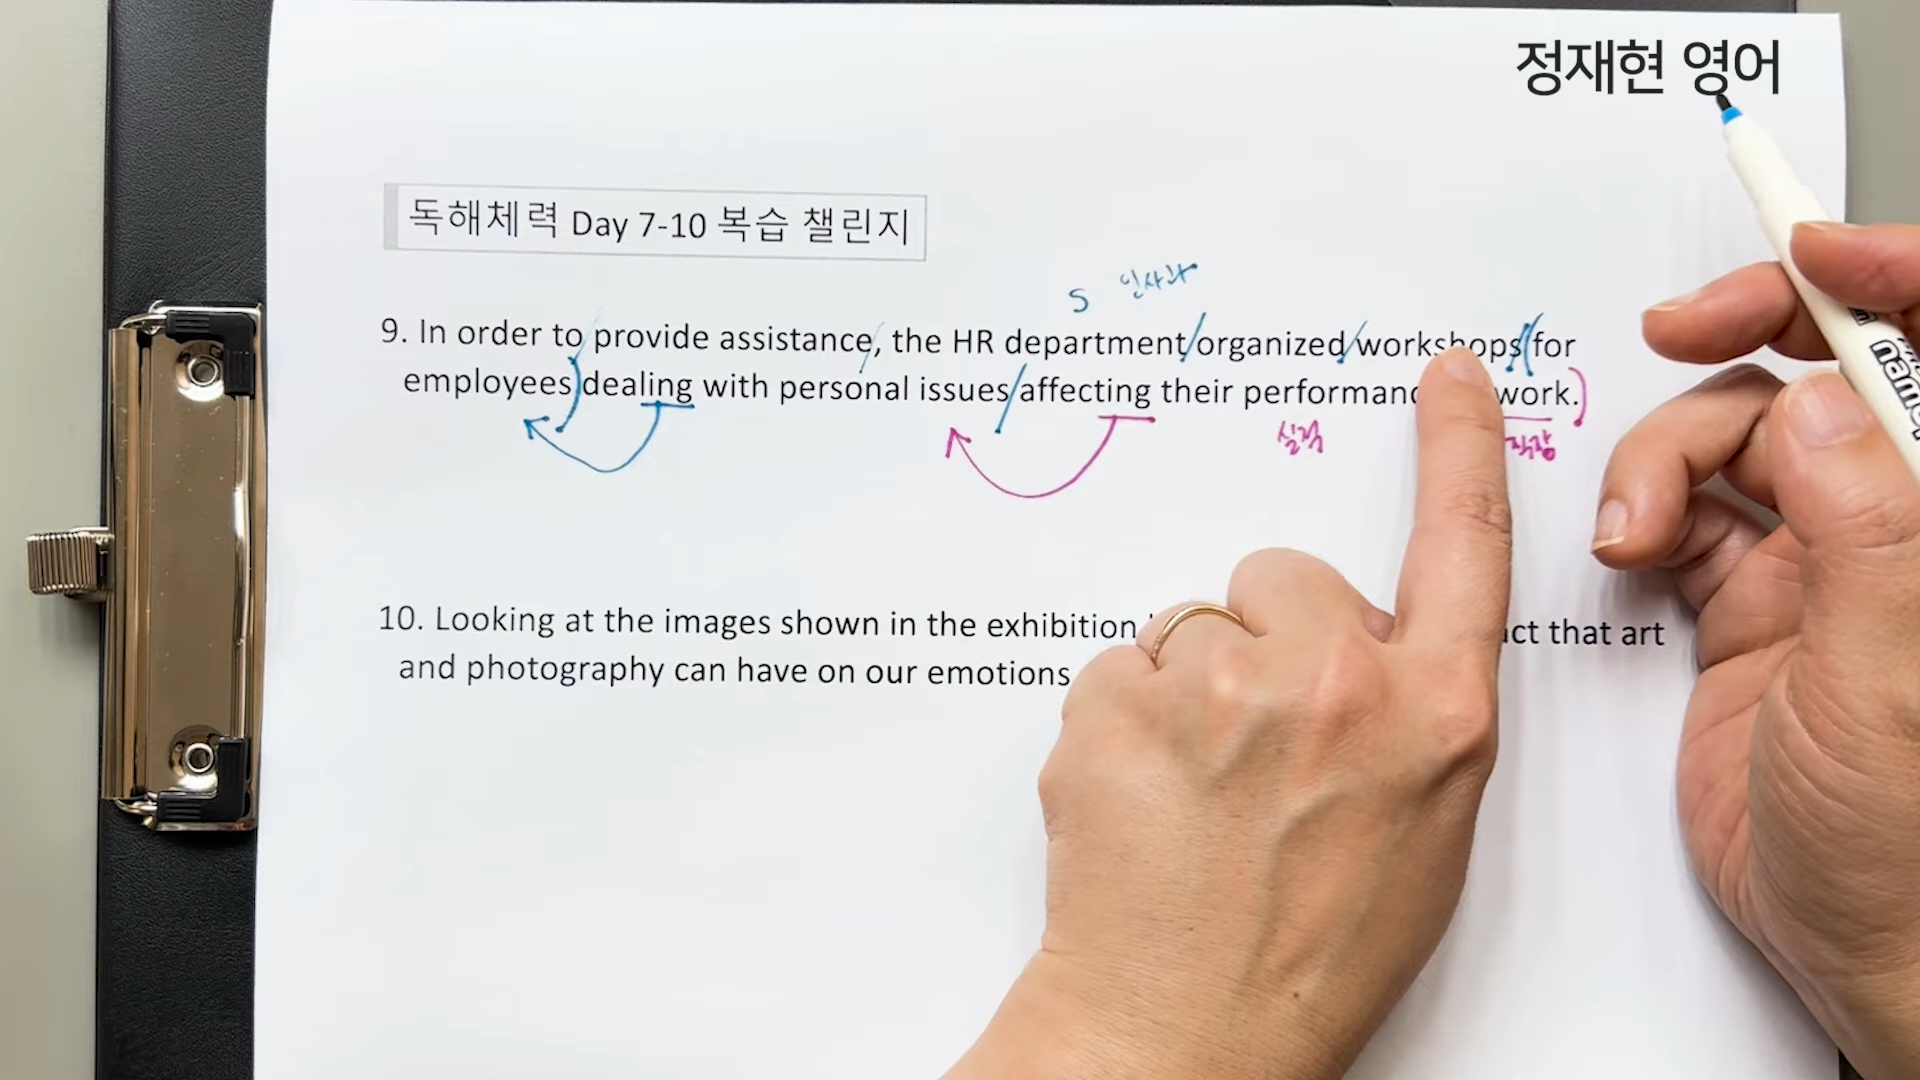 정재현 영어
독해체력 Day 7-10 복습 챌린지
S 인사과
9. In order to provide assistance, the HR department organized workshops for
employees dealing with personal issues affecting their performanc work.
실적 직장
10. Looking at the images shown in the exhibition act that art
and photography can have on our emotions